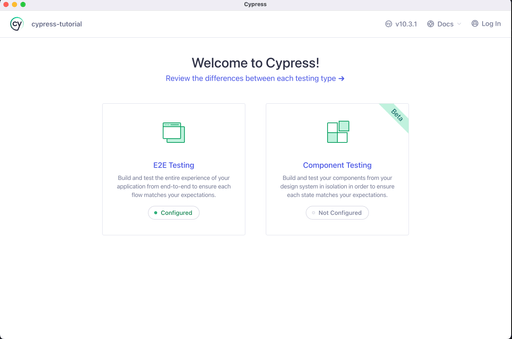 Cypress
cy cypress-tutorial v10.3.1 Docs Log In
Welcome to Cypress!
Review the differences between each testing type →
Beta
E2E Testing
Build and test the entire experience of your
application from end-to-end to ensure each
flow matches your expectations.
Configured
Component Testing
Build and test your components from your
design system in isolation in order to ensure
each state matches your expectations.
Not Configured